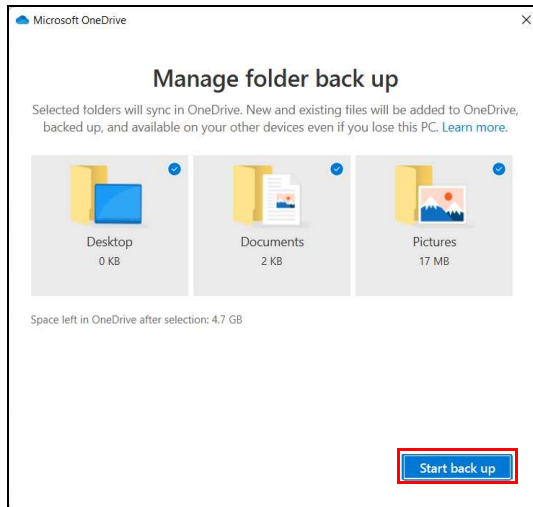 Microsoft OneDrive
Manage folder back up
Selected folders will sync in OneDrive. New and existing files will be added to OneDrive,
backed up, and available on your other devices even if you lose this PC. Learn more.
Desktop
0 KB
Documents
2 KB
Pictures
17 MB
Space left in OneDrive after selection: 4.7 GB
Start back up